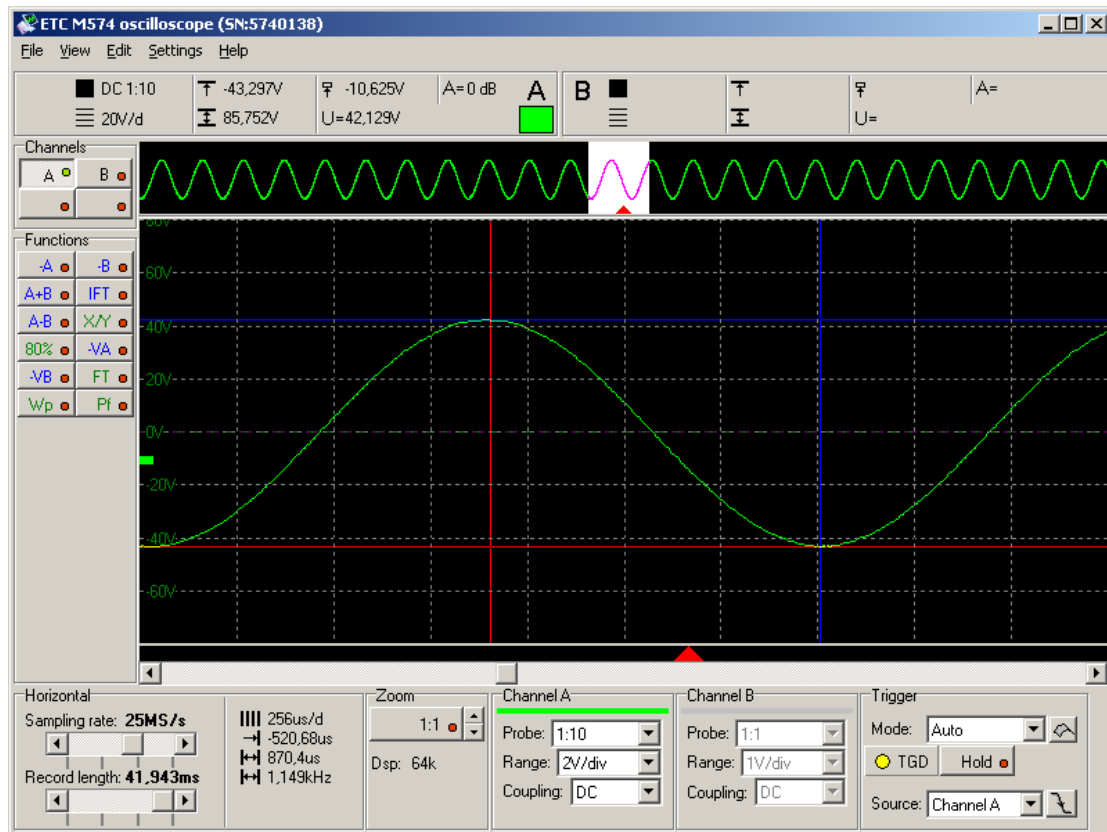 ETC M574 oscilloscope (SN:5740138)
File View Edit Settings Help
DC 1:10 -43,297V -10,625V A=0 dB A B A=
20V/d 85,752V U=42,129V U=
Channels
A B
Functions
-A -B
A+B IFT
A-B X/Y
80% -VA
-VB FT
Wp Pf
80V
60V
40V
20V
0V
-20V
-40V
-60V
Horizontal
Sampling rate: 25MS/s
Record length: 41,943ms
256us/d
-520,68us
870,4us
1,149kHz
Zoom
1:1
Dsp: 64k
Channel A
Probe: 1:10
Range: 2V/div
Coupling: DC
Channel B
Probe: 1:1
Range: 1V/div
Coupling: DC
Trigger
Mode: Auto
TGD Hold
Source: Channel A